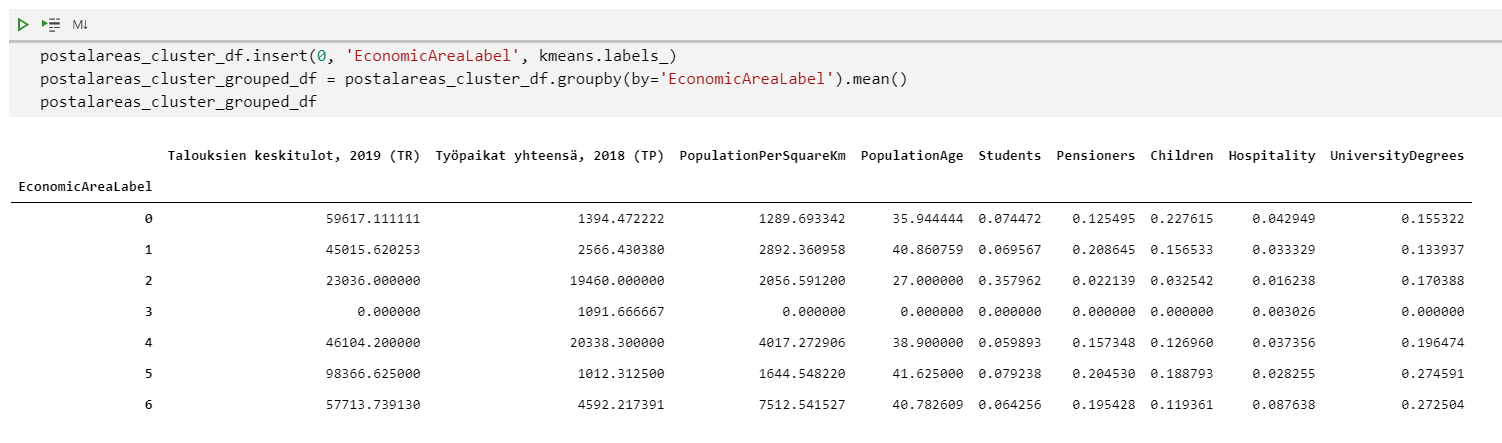 M↓
postalareas_cluster_df.insert(0, 'EconomicAreaLabel', kmeans.labels_)
postalareas_cluster_grouped_df = postalareas_cluster_df.groupby(by='EconomicAreaLabel').mean()
postalareas_cluster_grouped_df
Talouksien keskitulot, 2019 (TR) Työpaikat yhteensä, 2018 (TP) PopulationPerSquareKm PopulationAge Students Pensioners Children Hospitality UniversityDegrees
EconomicAreaLabel
0 59617.111111 1394.472222 1289.693342 35.944444 0.074472 0.125495 0.227615 0.042949 0.155322
1 45015.620253 2566.430380 2892.360958 40.860759 0.069567 0.208645 0.156533 0.033329 0.133937
2 23036.000000 19460.000000 2056.591200 27.000000 0.357962 0.022139 0.032542 0.016238 0.170388
3 0.000000 1091.666667 0.000000 0.000000 0.000000 0.000000 0.000000 0.003026 0.000000
4 46104.200000 20338.300000 4017.272906 38.900000 0.059893 0.157348 0.126960 0.037356 0.196474
5 98366.625000 1012.312500 1644.548220 41.625000 0.079238 0.204530 0.188793 0.028255 0.274591
6 57713.739130 4592.217391 7512.541527 40.782609 0.064256 0.195428 0.119361 0.087638 0.272504